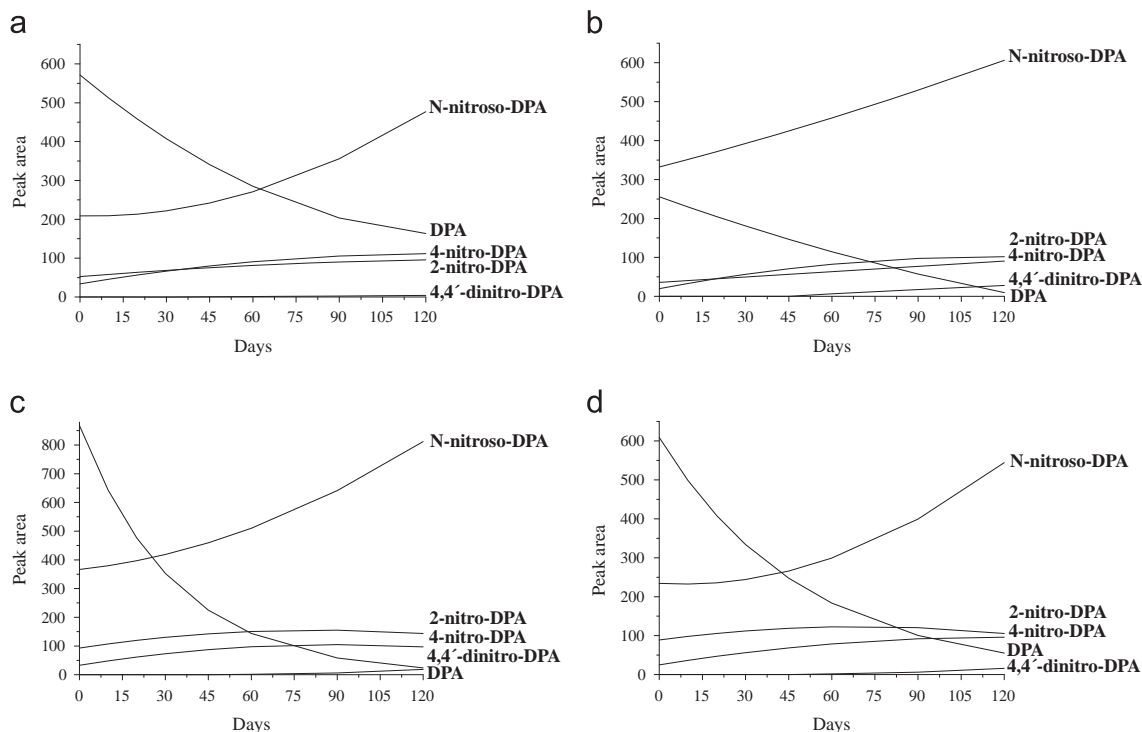 a
600
500
400
300
200
100
0
Peak area
N-nitroso-DPA
DPA
4-nitro-DPA
2-nitro-DPA
4,4´-dinitro-DPA
0 15 30 45 60 75 90 105 120
Days
b
600
500
400
300
200
100
0
Peak area
N-nitroso-DPA
2-nitro-DPA
4-nitro-DPA
4,4´-dinitro-DPA
DPA
0 15 30 45 60 75 90 105 120
Days
c
800
700
600
500
400
300
200
100
0
Peak area
N-nitroso-DPA
2-nitro-DPA
4-nitro-DPA
4,4´-dinitro-DPA
DPA
0 15 30 45 60 75 90 105 120
Days
d
600
500
400
300
200
100
0
Peak area
N-nitroso-DPA
2-nitro-DPA
4-nitro-DPA
DPA
4,4´-dinitro-DPA
0 15 30 45 60 75 90 105 120
Days